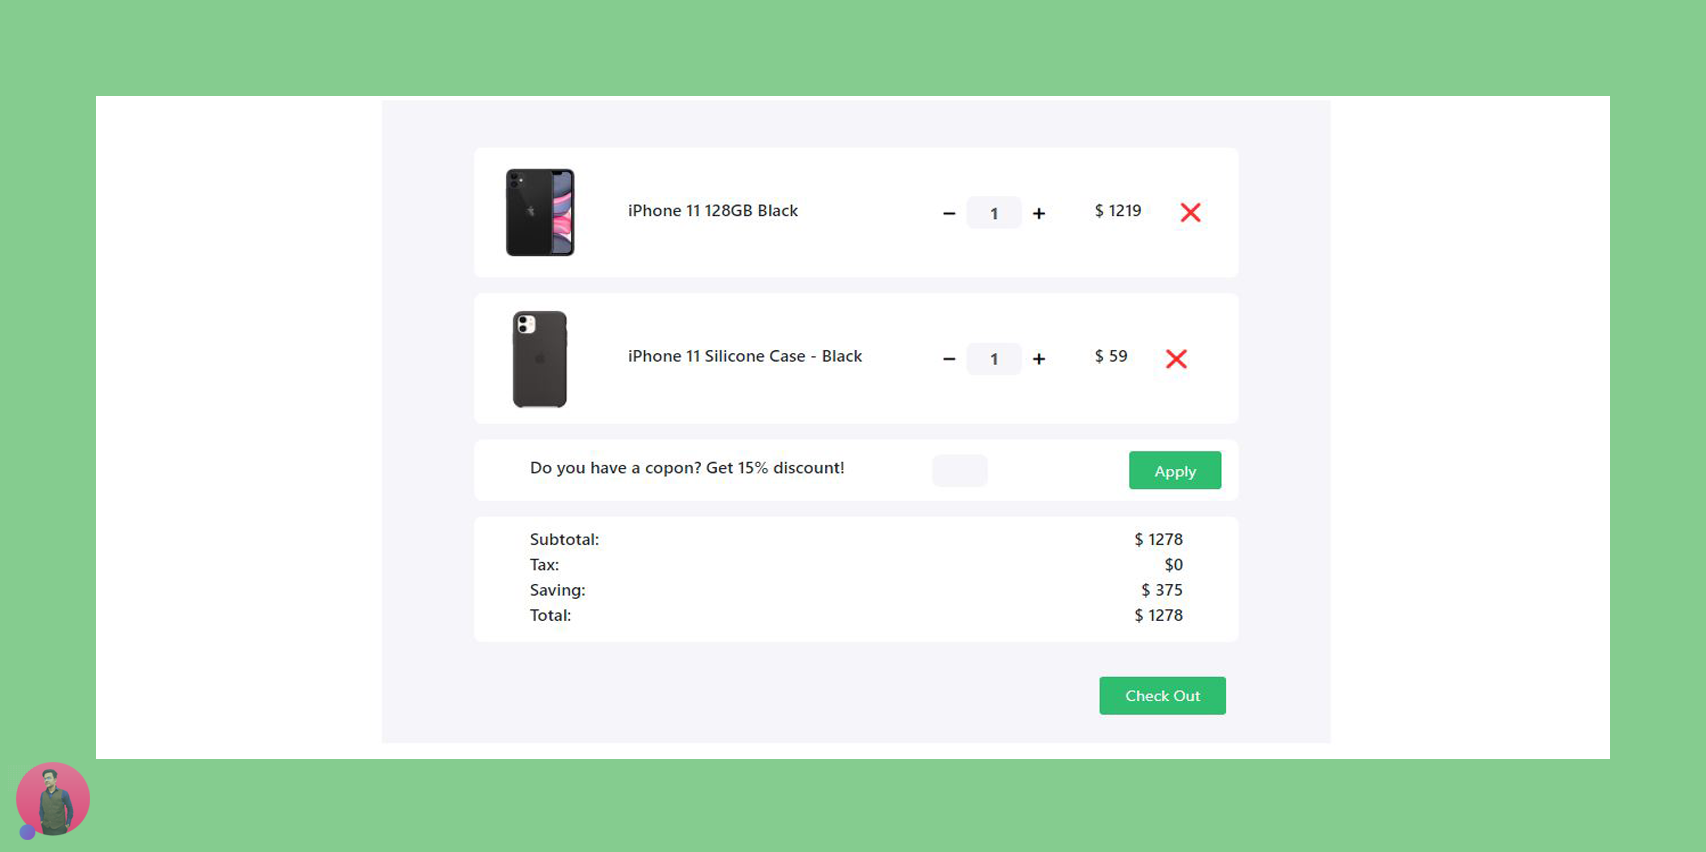 iPhone 11 128GB Black − 1 + $ 1219
iPhone 11 Silicone Case - Black − 1 + $ 59
Do you have a copon? Get 15% discount! Apply
Subtotal: $ 1278
Tax: $0
Saving: $ 375
Total: $ 1278
Check Out